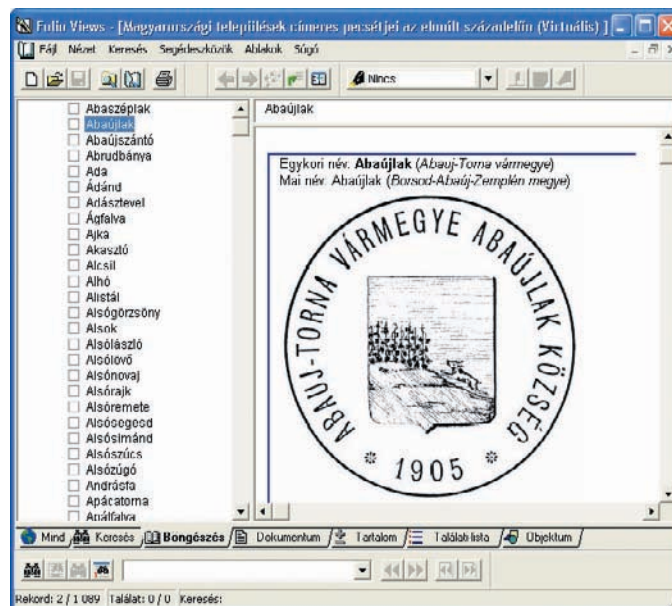 Folio Views - [Magyarországi települések címeres pecsétjei az elmúlt századelőn (Virtuális) ]
Fájl Nézet Keresés Segédeszközök Ablakok Súgó
Nincs
Abaszéplak
Abaújlak
Abaújszántó
Abrudbánya
Ada
Ádánd
Adásztevel
Ágfalva
Ajka
Akasztó
Alcsil
Alhó
Alistál
Alsógörzsöny
Alsok
Alsólászló
Alsólövő
Alsónovaj
Alsórajk
Alsóremete
Alsósegesd
Alsósimánd
Alsószúcs
Alsózúgó
Andrásfa
Apácatorna
Apátfalva
Abaújlak
Egykori név: Abaújlak (Abauj-Torna vármegye)
Mai név: Abaújlak (Borsod-Abaúj-Zemplén megye)
ABAUJ-TORNA VÁRMEGYE ABAÚJLAK KÖZSÉG
* 1905 *
Mind Keresés Böngészés Dokumentum Tartalom Találati lista Objektum
Rekord: 2 / 1 089 Találat: 0 / 0 Keresés: